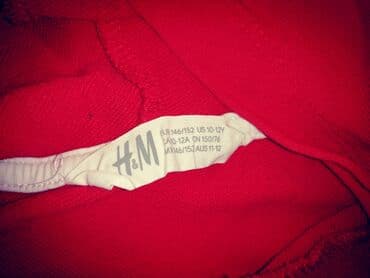 H&M
EUR 146/152 US 10-12Y
CA 10-12A CN 150/76
MX 146/152 AUS 11-12